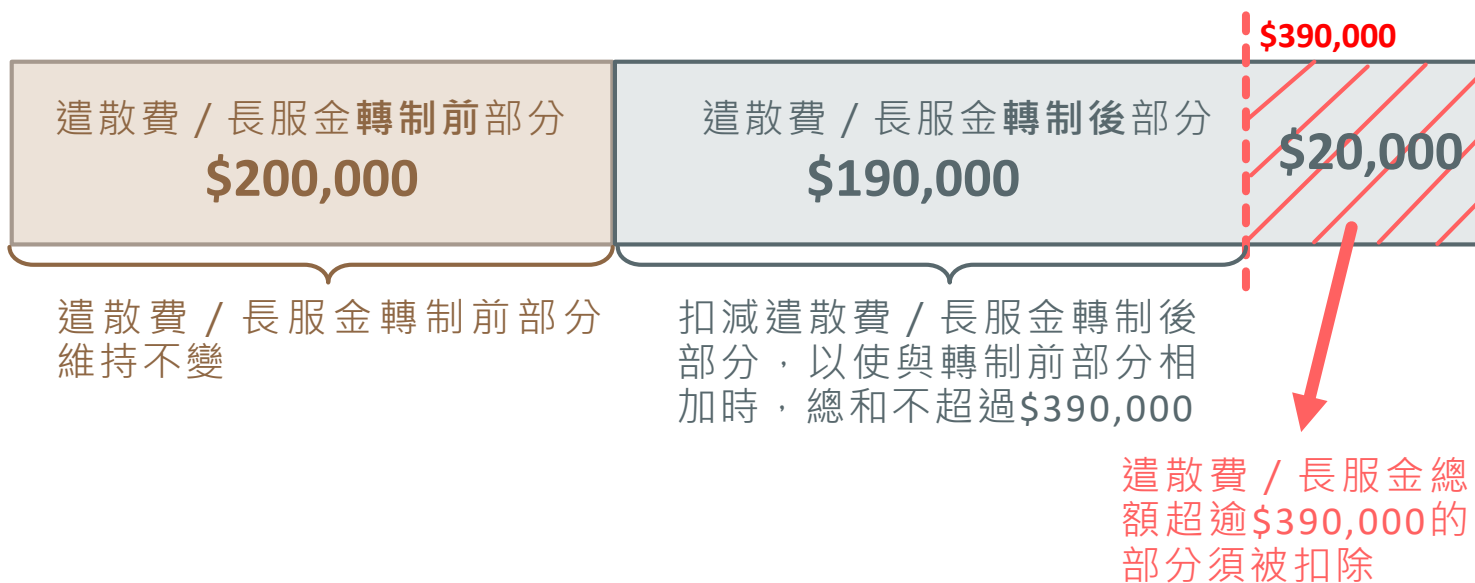 $390,000
遣散費 / 長服金轉制前部分
$200,000
遣散費 / 長服金轉制後部分
$190,000
$20,000
遣散費 / 長服金轉制前部分
維持不變
扣減遣散費 / 長服金轉制後
部分，以使與轉制前部分相
加時，總和不超過$390,000
遣散費 / 長服金總
額超逾$390,000的
部分須被扣除